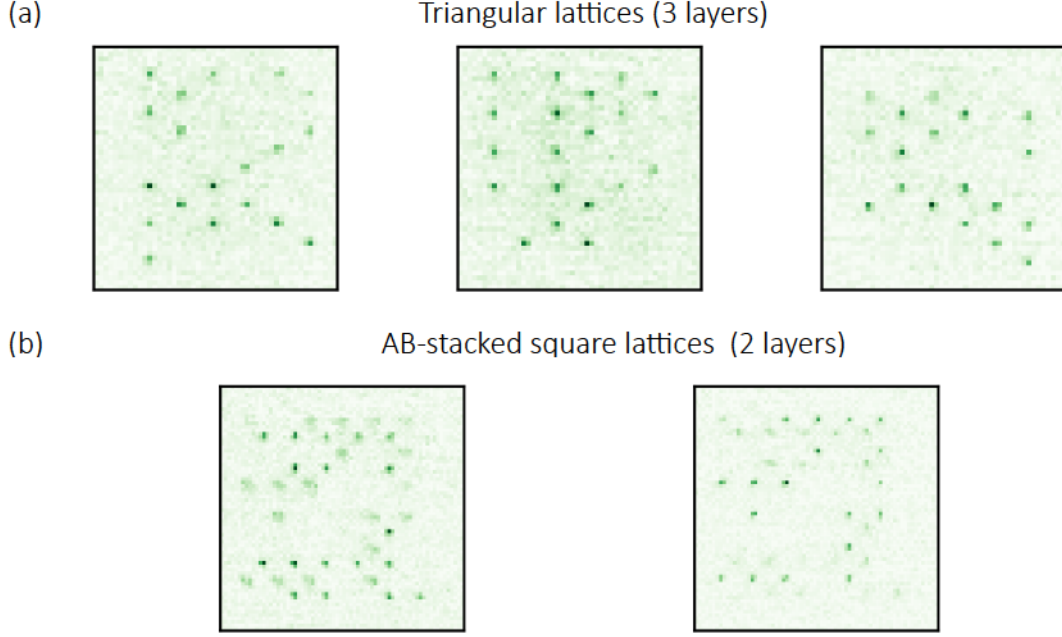 (a) Triangular lattices (3 layers)
(b) AB-stacked square lattices (2 layers)